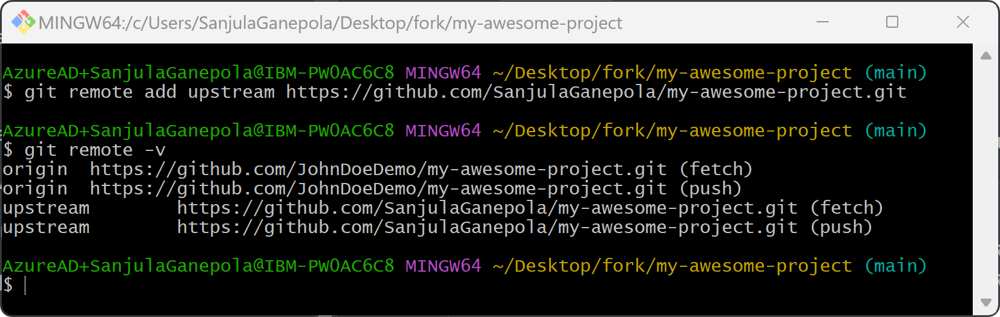 MINGW64:/c/Users/SanjulaGanepola/Desktop/fork/my-awesome-project
AzureAD+SanjulaGanepola@IBM-PW0AC6C8 MINGW64 ~/Desktop/fork/my-awesome-project (main)
$ git remote add upstream https://github.com/SanjulaGanepola/my-awesome-project.git
AzureAD+SanjulaGanepola@IBM-PW0AC6C8 MINGW64 ~/Desktop/fork/my-awesome-project (main)
$ git remote -v
origin  https://github.com/JohnDoeDemo/my-awesome-project.git (fetch)
origin  https://github.com/JohnDoeDemo/my-awesome-project.git (push)
upstream        https://github.com/SanjulaGanepola/my-awesome-project.git (fetch)
upstream        https://github.com/SanjulaGanepola/my-awesome-project.git (push)
AzureAD+SanjulaGanepola@IBM-PW0AC6C8 MINGW64 ~/Desktop/fork/my-awesome-project (main)
$